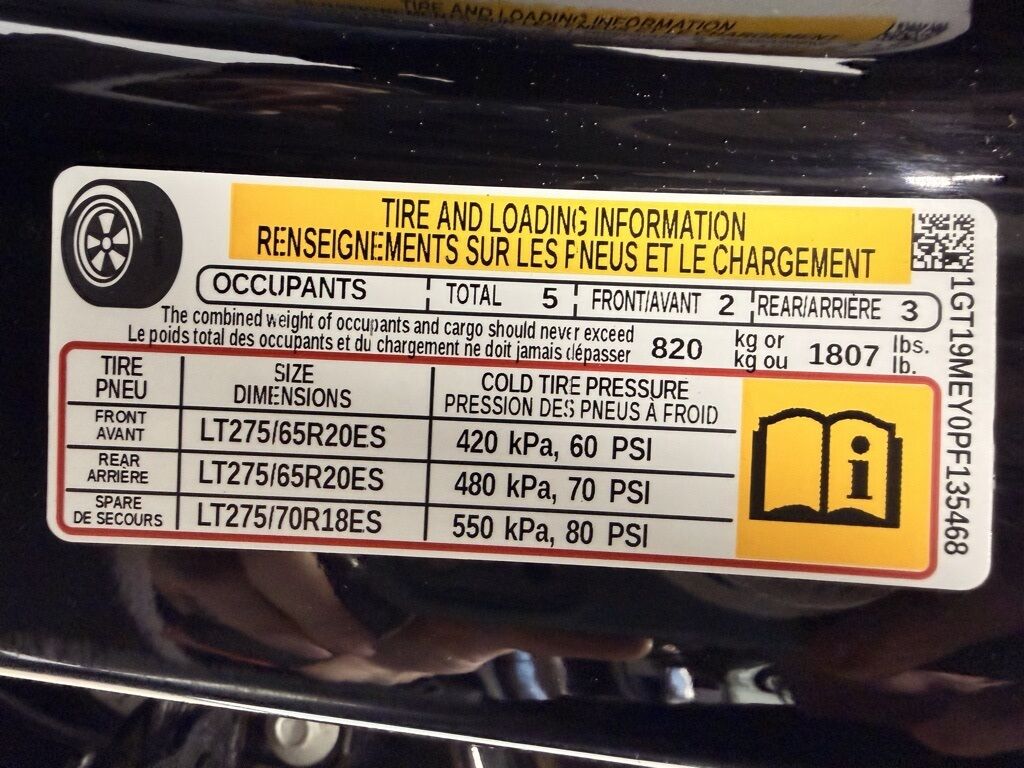 TIRE AND LOADING INFORMATION
TIRE AND LOADING INFORMATION
RENSEIGNEMENTS SUR LES PNEUS ET LE CHARGEMENT
OCCUPANTS TOTAL 5 FRONT/AVANT 2 REAR/ARRIÈRE 3
The combined weight of occupants and cargo should never exceed 820 kg or 1807 lbs.
Le poids total des occupants et du chargement ne doit jamais dépasser kg ou lb.
TIRE SIZE COLD TIRE PRESSURE
PNEU DIMENSIONS PRESSION DES PNEUS À FROID
FRONT
AVANT LT275/65R20ES 420 kPa, 60 PSI
REAR
ARRIÈRE LT275/65R20ES 480 kPa, 70 PSI
SPARE
DE SECOURS LT275/70R18ES 550 kPa, 80 PSI
i
1GT19MEY0PF135468